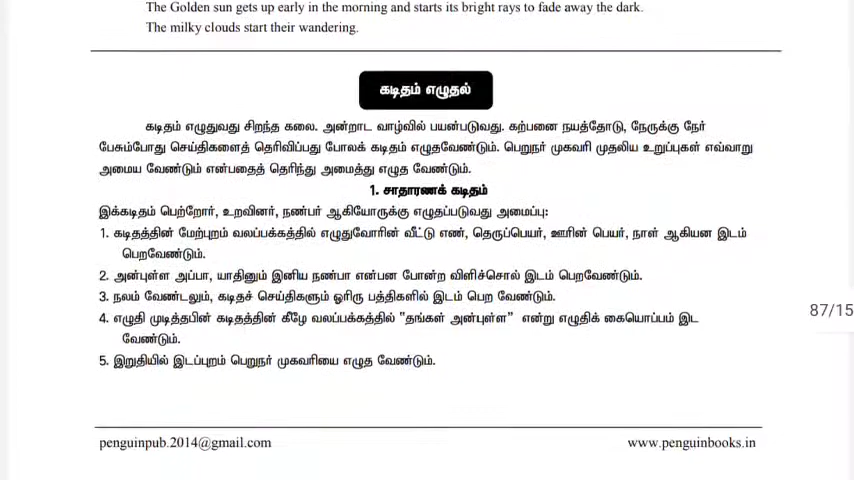 The Golden sun gets up early in the morning and starts its bright rays to fade away the dark.
The milky clouds start their wandering.
கடிதம் எழுதல்
கடிதம் எழுதுவது சிறந்த கலை. அன்றாட வாழ்வில் பயன்படுவது. கற்பனை நயத்தோடு, நேருக்கு நேர்
பேசும்போது செய்திகளைத் தெரிவிப்பது போலக் கடிதம் எழுதவேண்டும். பெறுநர் முகவரி முதலிய உறுப்புகள் எவ்வாறு
அமைய வேண்டும் என்பதைத் தெரிந்து அமைத்து எழுத வேண்டும்.
1. சாதாரணக் கடிதம்
இக்கடிதம் பெற்றோர், உறவினர், நண்பர் ஆகியோருக்கு எழுதப்படுவது அமைப்பு:
1. கடிதத்தின் மேற்புறம் வலப்பக்கத்தில் எழுதுவோரின் வீட்டு எண், தெருப்பெயர், ஊரின் பெயர், நாள் ஆகியன இடம்
பெறவேண்டும்.
2. அன்புள்ள அப்பா, யாதினும் இனிய நண்பா என்பன போன்ற விளிச்சொல் இடம் பெறவேண்டும்.
3. நலம் வேண்டலும், கடிதச் செய்திகளும் ஓரிரு பத்திகளில் இடம் பெற வேண்டும்.
4. எழுதி முடித்தபின் கடிதத்தின் கீழே வலப்பக்கத்தில் "தங்கள் அன்புள்ள" என்று எழுதிக் கையொப்பம் இட
வேண்டும்.
5. இறுதியில் இடப்புறம் பெறுநர் முகவரியை எழுத வேண்டும்.
87/15
penguinpub.2014@gmail.com
www.penguinbooks.in